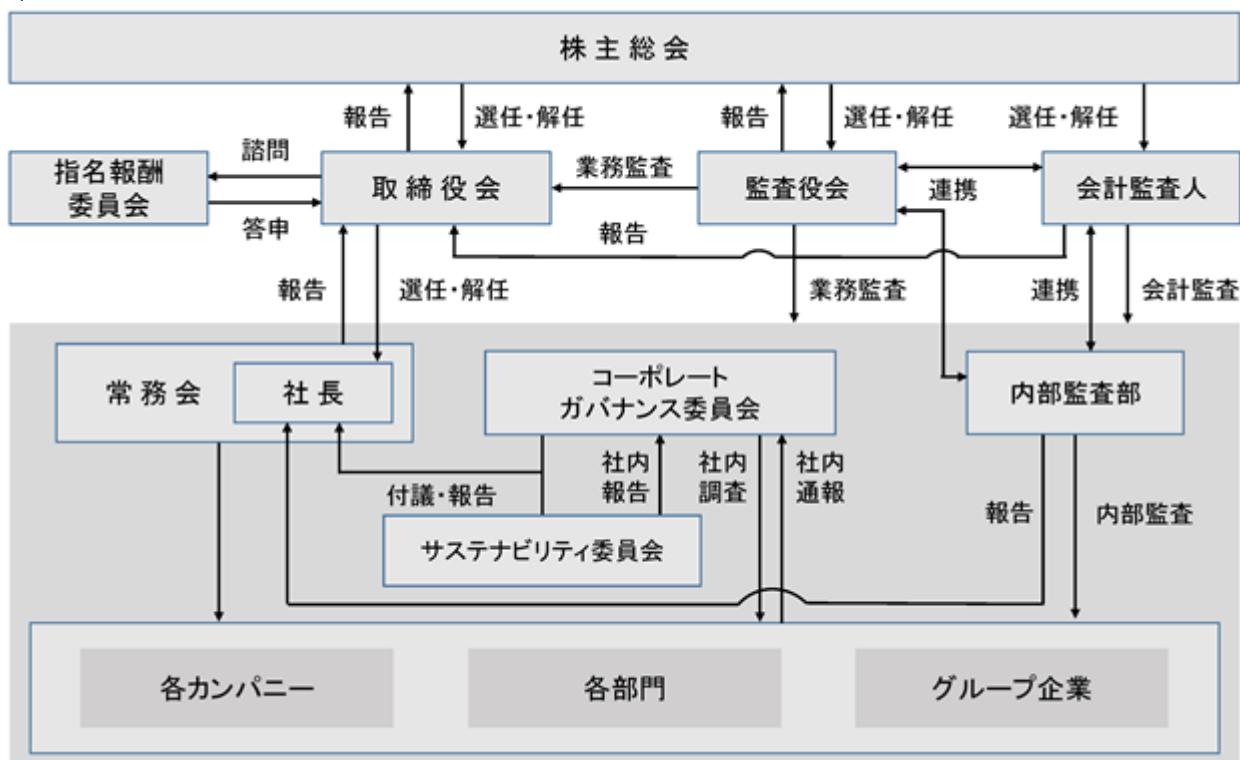 株主総会
報告
選任・解任
報告
選任・解任
選任・解任
諮問
指名報酬
委員会
答申
取締役会
業務監査
監査役会
連携
会計監査人
報告
報告
選任・解任
業務監査
連携
会計監査
常務会
社長
コーポレート
ガバナンス委員会
内部監査部
付議・報告
社内
報告
社内
調査
社内
通報
報告
内部監査
サステナビリティ委員会
各カンパニー
各部門
グループ企業